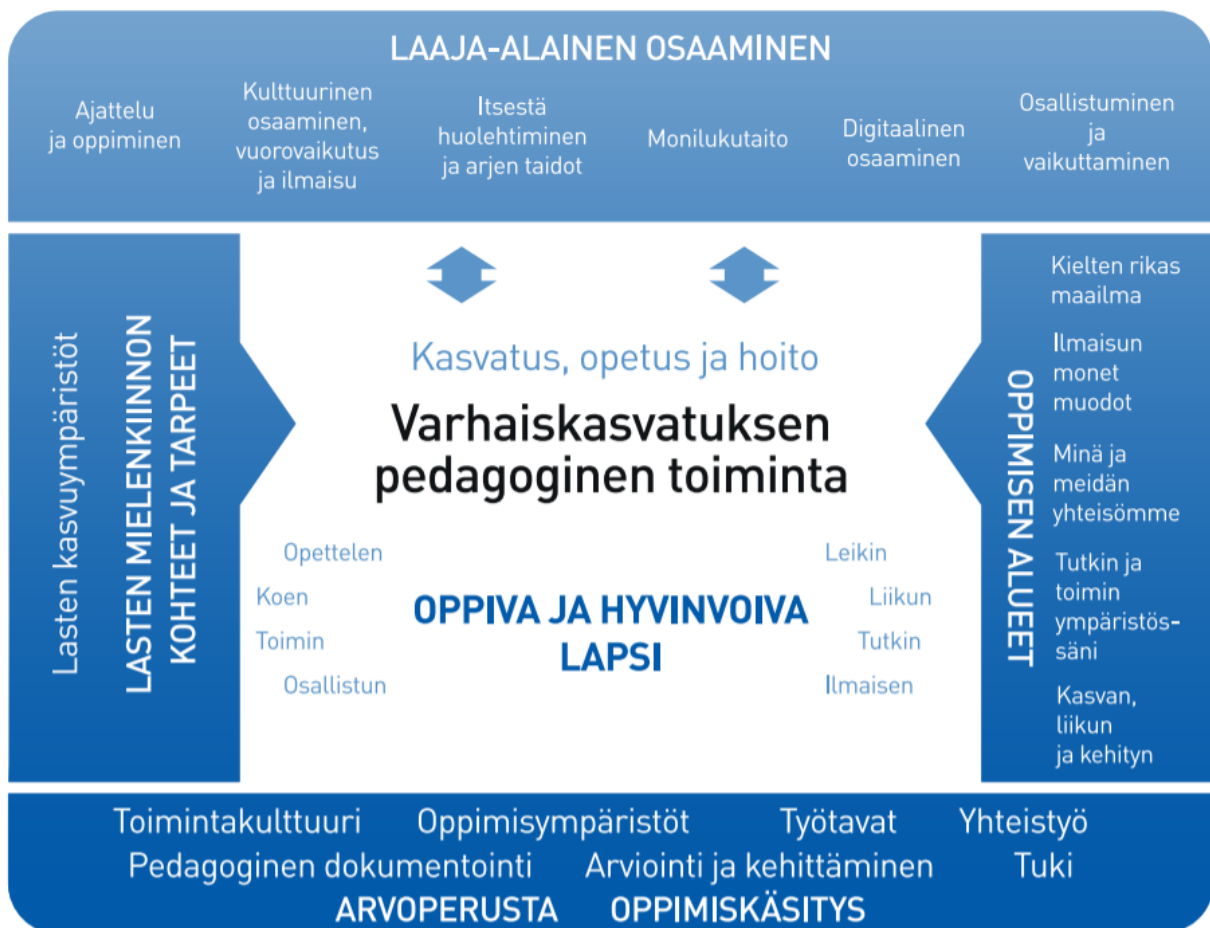 LAAJA-ALAINEN OSAAMINEN
Ajattelu
ja oppiminen
Kulttuurinen
osaaminen,
vuorovaikutus
ja ilmaisu
Itsestä
huolehtiminen
ja arjen taidot
Monilukutaito
Digitaalinen
osaaminen
Osallistuminen
ja
vaikuttaminen
Lasten kasvuympäristöt
LASTEN MIELENKIINNON
KOHTEET JA TARPEET
Kasvatus, opetus ja hoito
Varhaiskasvatuksen
pedagoginen toiminta
Opettelen
Koen
Toimin
Osallistun
OPPIVA JA HYVINVOIVA
LAPSI
Leikin
Liikun
Tutkin
Ilmaisen
OPPIMISEN ALUEET
Kielten rikas
maailma
Ilmaisun
monet
muodot
Minä ja
meidän
yhteisömme
Tutkin ja
toimin
ympäristös-
säni
Kasvan,
liikun
ja kehityn
Toimintakulttuuri Oppimisympäristöt Työtavat Yhteistyö
Pedagoginen dokumentointi Arviointi ja kehittäminen Tuki
ARVOPERUSTA OPPIMISKÄSITYS